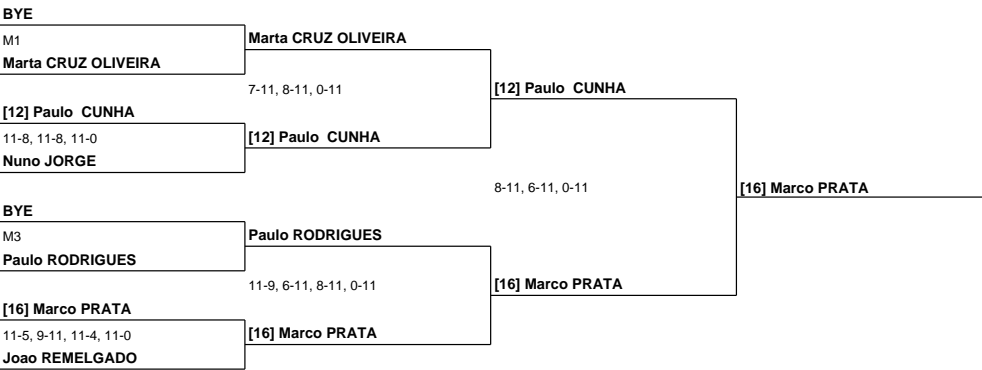 BYE
M1
Marta CRUZ OLIVEIRA
Marta CRUZ OLIVEIRA
7-11, 8-11, 0-11
[12] Paulo CUNHA
[12] Paulo CUNHA
11-8, 11-8, 11-0
[12] Paulo CUNHA
Nuno JORGE
8-11, 6-11, 0-11
[16] Marco PRATA
BYE
M3
Paulo RODRIGUES
Paulo RODRIGUES
11-9, 6-11, 8-11, 0-11
[16] Marco PRATA
[16] Marco PRATA
11-5, 9-11, 11-4, 11-0
[16] Marco PRATA
Joao REMELGADO